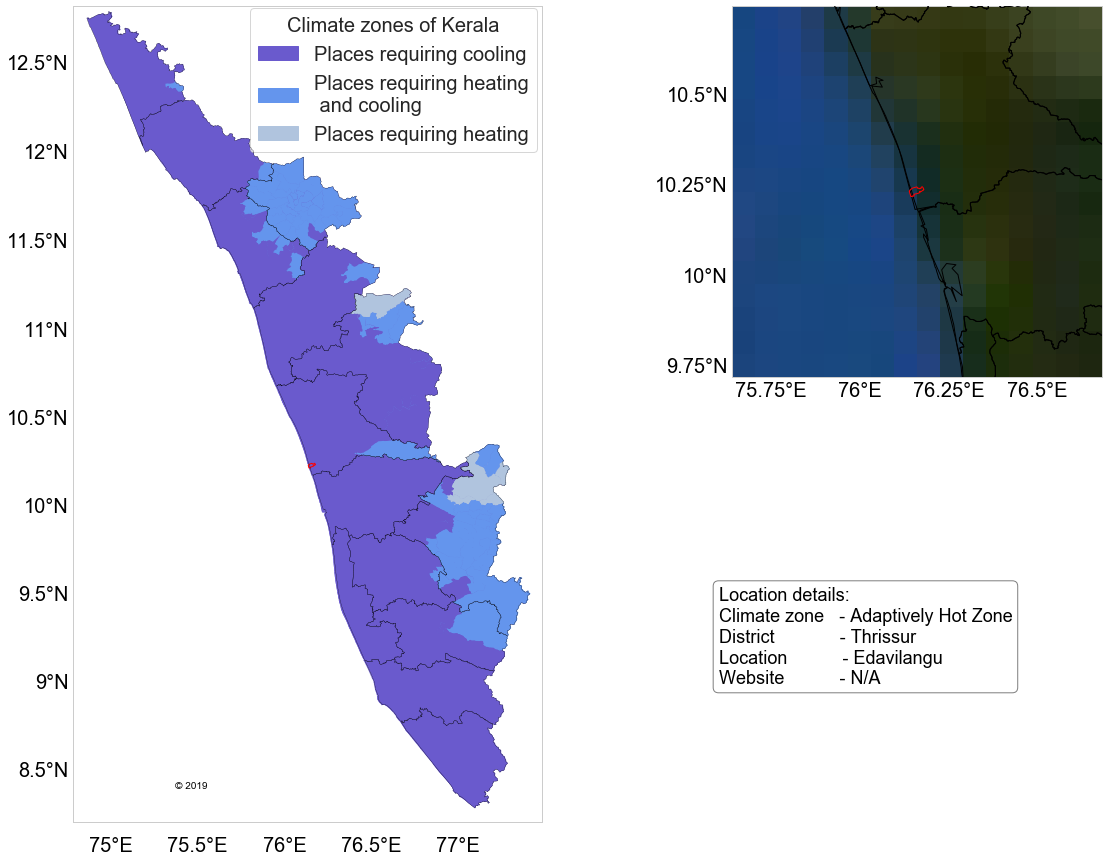 Climate zones of Kerala
Places requiring cooling
Places requiring heating
and cooling
Places requiring heating
12.5°N
12°N
11.5°N
11°N
10.5°N
10°N
9.5°N
9°N
8.5°N
75°E 75.5°E 76°E 76.5°E 77°E
© 2019
10.5°N
10.25°N
10°N
9.75°N
75.75°E 76°E 76.25°E 76.5°E
Location details:
Climate zone - Adaptively Hot Zone
District - Thrissur
Location - Edavilangu
Website - N/A